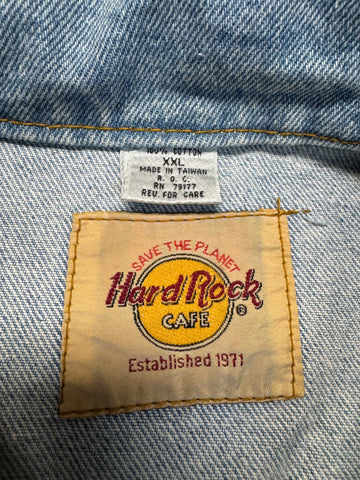 100% COTTON
XXL
MADE IN TAIWAN
R. O. C.
RN 79177
REV. FOR CARE
SAVE THE PLANET
Hard Rock
CAFE ®
Established 1971